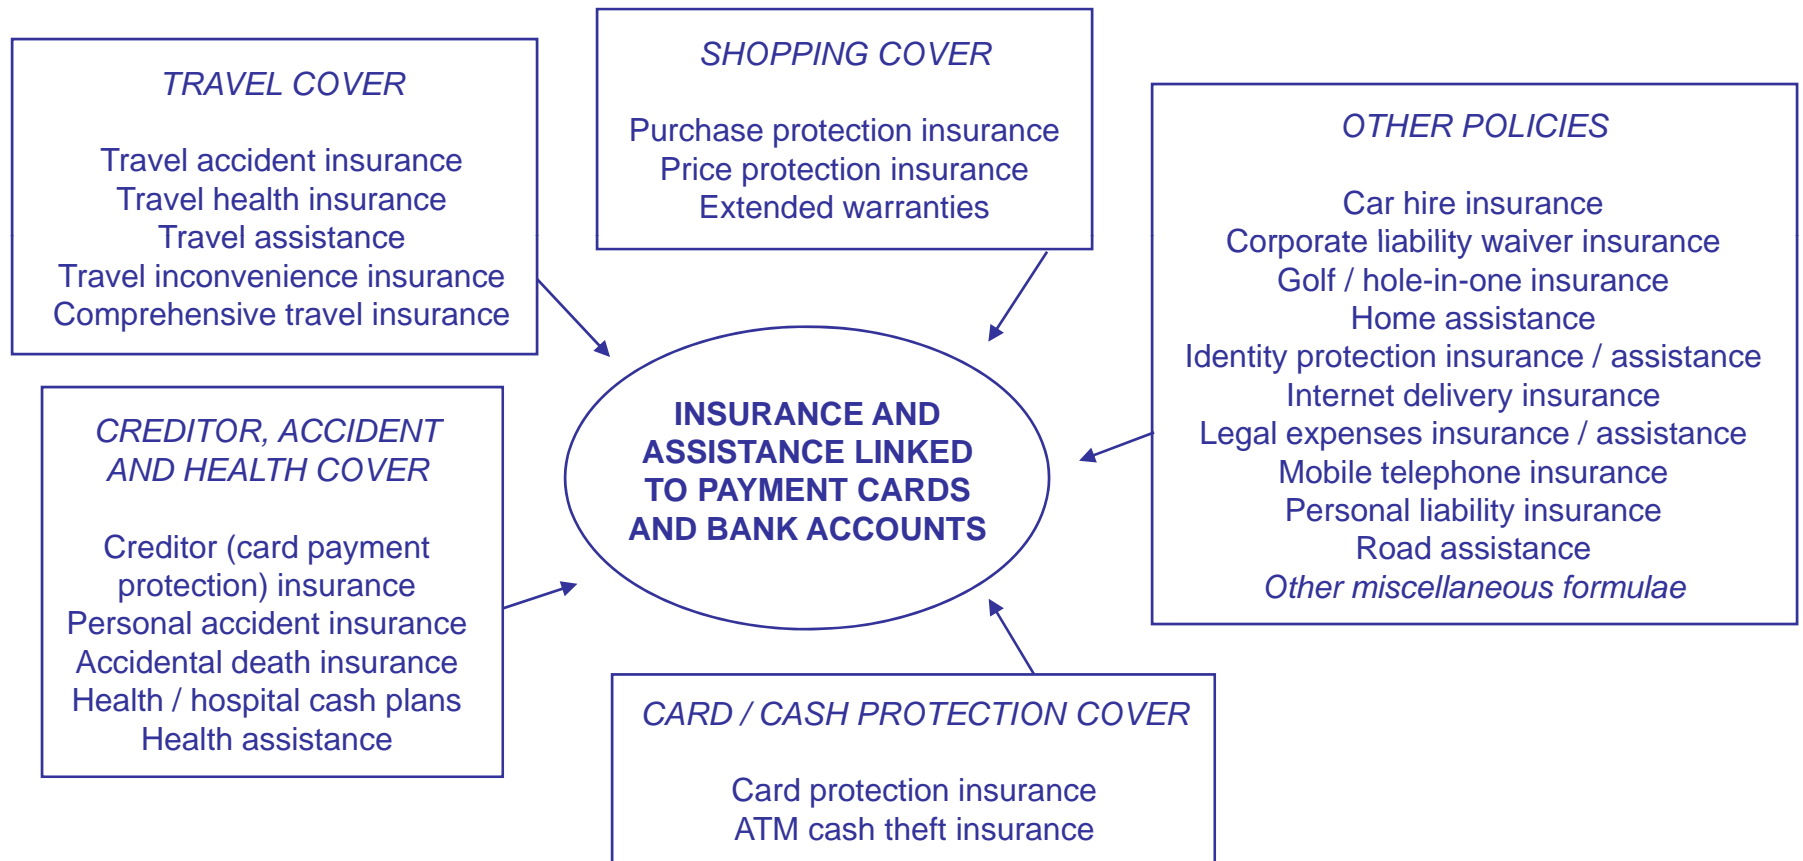 TRAVEL COVER
Travel accident insurance
Travel health insurance
Travel assistance
Travel inconvenience insurance
Comprehensive travel insurance
SHOPPING COVER
Purchase protection insurance
Price protection insurance
Extended warranties
OTHER POLICIES
Car hire insurance
Corporate liability waiver insurance
Golf / hole-in-one insurance
Home assistance
Identity protection insurance / assistance
Internet delivery insurance
Legal expenses insurance / assistance
Mobile telephone insurance
Personal liability insurance
Road assistance
Other miscellaneous formulae
INSURANCE AND
ASSISTANCE LINKED
TO PAYMENT CARDS
AND BANK ACCOUNTS
CREDITOR, ACCIDENT
AND HEALTH COVER
Creditor (card payment
protection) insurance
Personal accident insurance
Accidental death insurance
Health / hospital cash plans
Health assistance
CARD / CASH PROTECTION COVER
Card protection insurance
ATM cash theft insurance